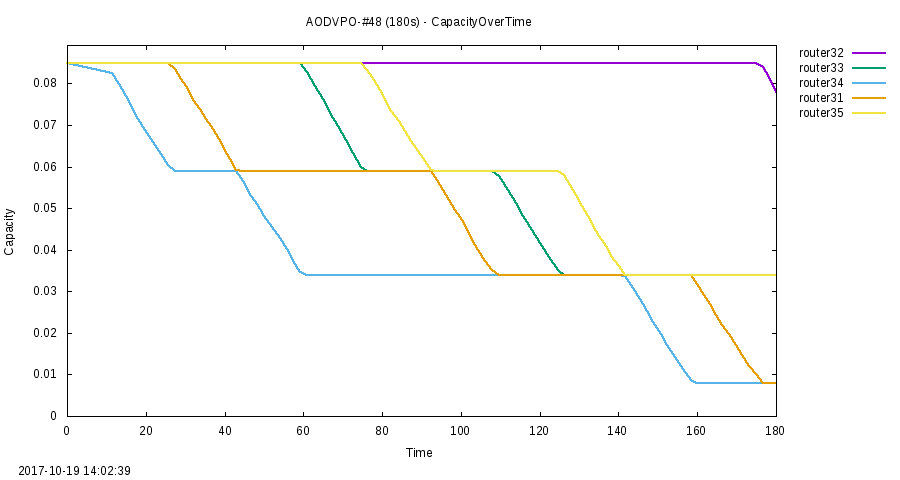 AODVPO-#48 (180s) - CapacityOverTime
router32
router33
router34
router31
router35
0.08
0.07
0.06
0.05
0.04
0.03
0.02
0.01
0
Capacity
0 20 40 60 80 100 120 140 160 180
Time
2017-10-19 14:02:39